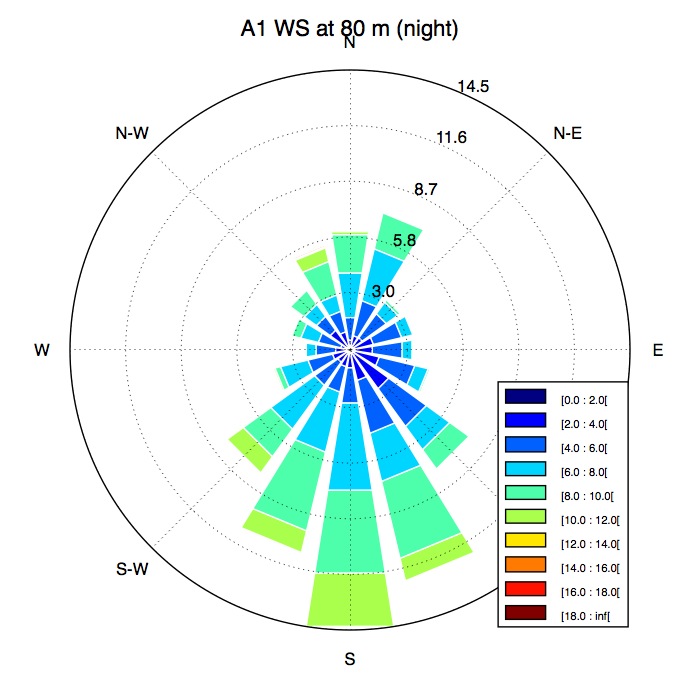 A1 WS at 80 m (night)
N
14.5
11.6
N-W
N-E
8.7
5.8
3.0
W
E
[0.0 : 2.0[
[2.0 : 4.0[
[4.0 : 6.0[
[6.0 : 8.0[
[8.0 : 10.0[
[10.0 : 12.0[
[12.0 : 14.0[
[14.0 : 16.0[
[16.0 : 18.0[
[18.0 : inf[
S-W
S